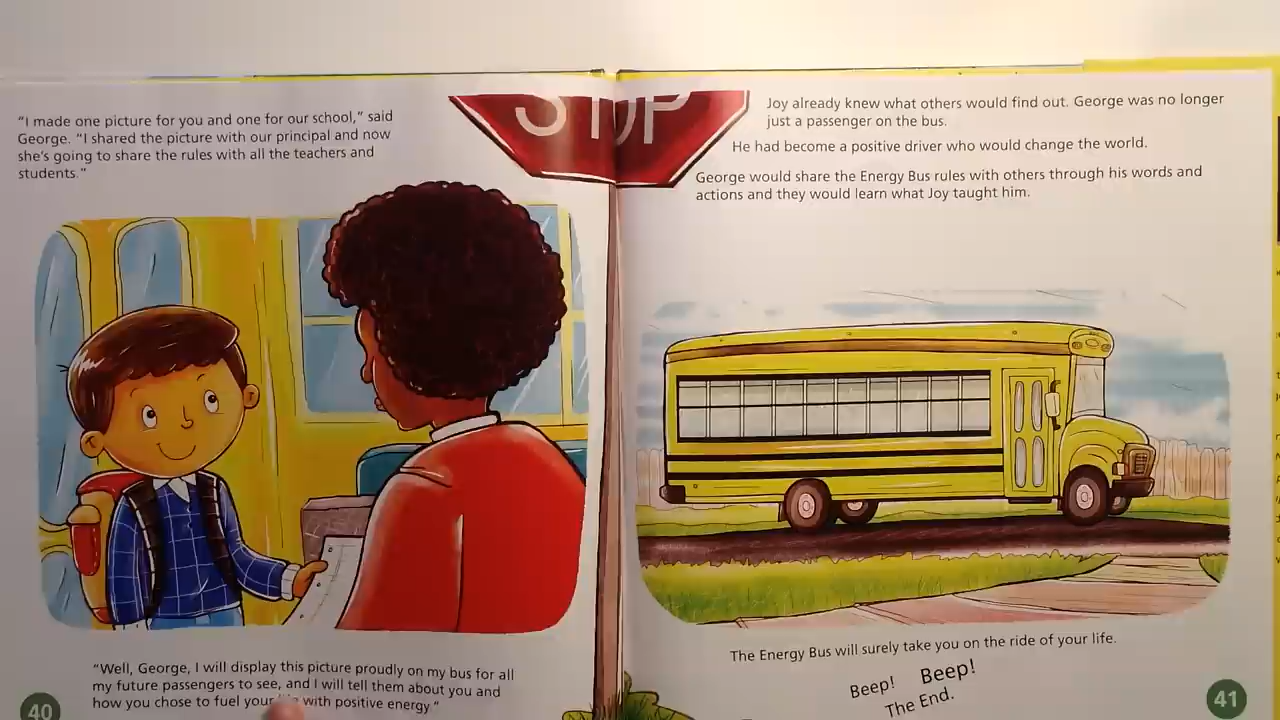 "I made one picture for you and one for our school," said
George. "I shared the picture with our principal and now
she's going to share the rules with all the teachers and
students."
"Well, George, I will display this picture proudly on my bus for all
my future passengers to see, and I will tell them about you and
how you chose to fuel your with positive energy."
40
STOP
Joy already knew what others would find out. George was no longer
just a passenger on the bus.
He had become a positive driver who would change the world.
George would share the Energy Bus rules with others through his words and
actions and they would learn what Joy taught him.
The Energy Bus will surely take you on the ride of your life.
Beep! Beep!
The End.
41